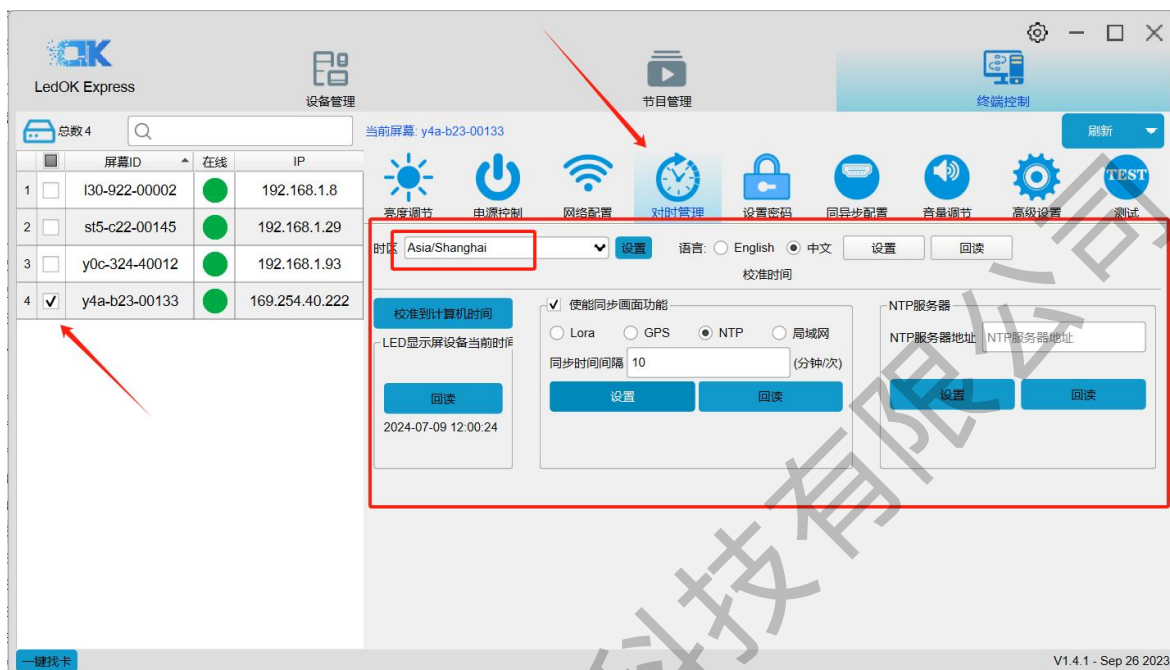 LedOK Express
设备管理
节目管理
终端控制
总数 4
当前屏幕: y4a-b23-00133
刷新
屏幕ID 在线 IP
1 l30-922-00002 192.168.1.8
2 st5-c22-00145 192.168.1.29
3 y0c-324-40012 192.168.1.93
4 y4a-b23-00133 169.254.40.222
亮度调节 电源控制 网络配置 对时管理 设置密码 同异步配置 音量调节 高级设置 测试
TEST
时区 Asia/Shanghai 设置 语言: English 中文 设置 回读
校准时间
校准到计算机时间
LED显示屏设备当前时间
回读
2024-07-09 12:00:24
使能同步画面功能
Lora GPS NTP 局域网
同步时间间隔 10 (分钟/次)
设置 回读
NTP服务器
NTP服务器地址 NTP服务器地址
设置 回读
一键找卡
V1.4.1 - Sep 26 2023
科技有限公司